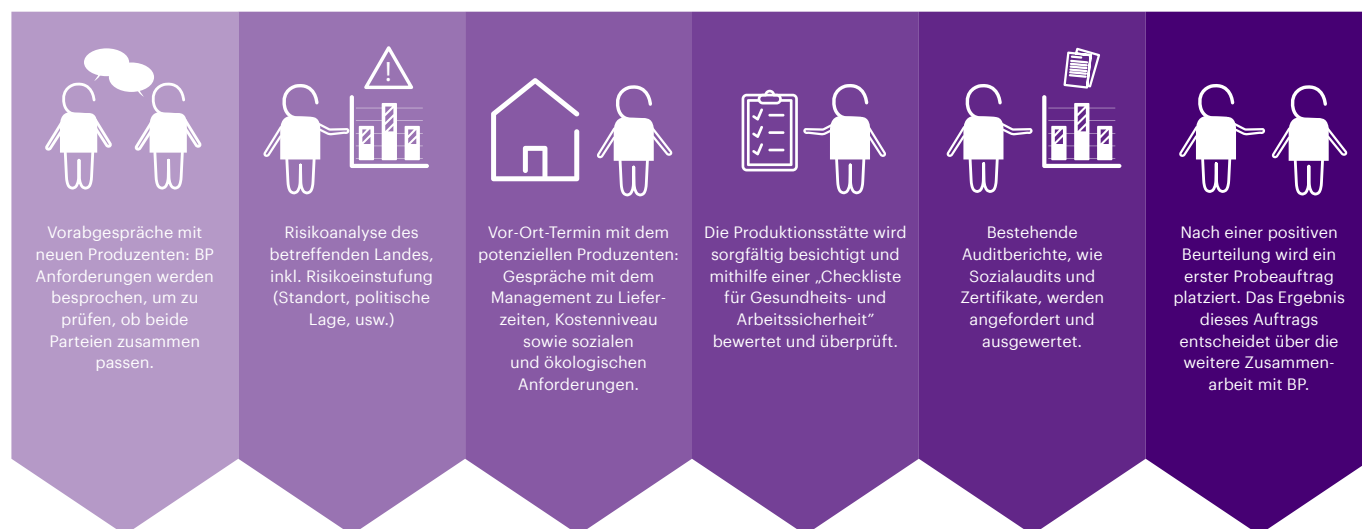 Vorabgespräche mit
neuen Produzenten: BP
Anforderungen werden
besprochen, um zu
prüfen, ob beide
Parteien zusammen
passen.
Risikoanalyse des
betreffenden Landes,
inkl. Risikoeinstufung
(Standort, politische
Lage, usw.)
Vor-Ort-Termin mit dem
potenziellen Produzenten:
Gespräche mit dem
Management zu Liefer-
zeiten, Kostenniveau
sowie sozialen
und ökologischen
Anforderungen.
Die Produktionsstätte wird
sorgfältig besichtigt und
mithilfe einer „Checkliste
für Gesundheits- und
Arbeitssicherheit”
bewertet und überprüft.
Bestehende
Auditberichte, wie
Sozialaudits und
Zertifikate, werden
angefordert und
ausgewertet.
Nach einer positiven
Beurteilung wird ein
erster Probeauftrag
platziert. Das Ergebnis
dieses Auftrags
entscheidet über die
weitere Zusammen-
arbeit mit BP.